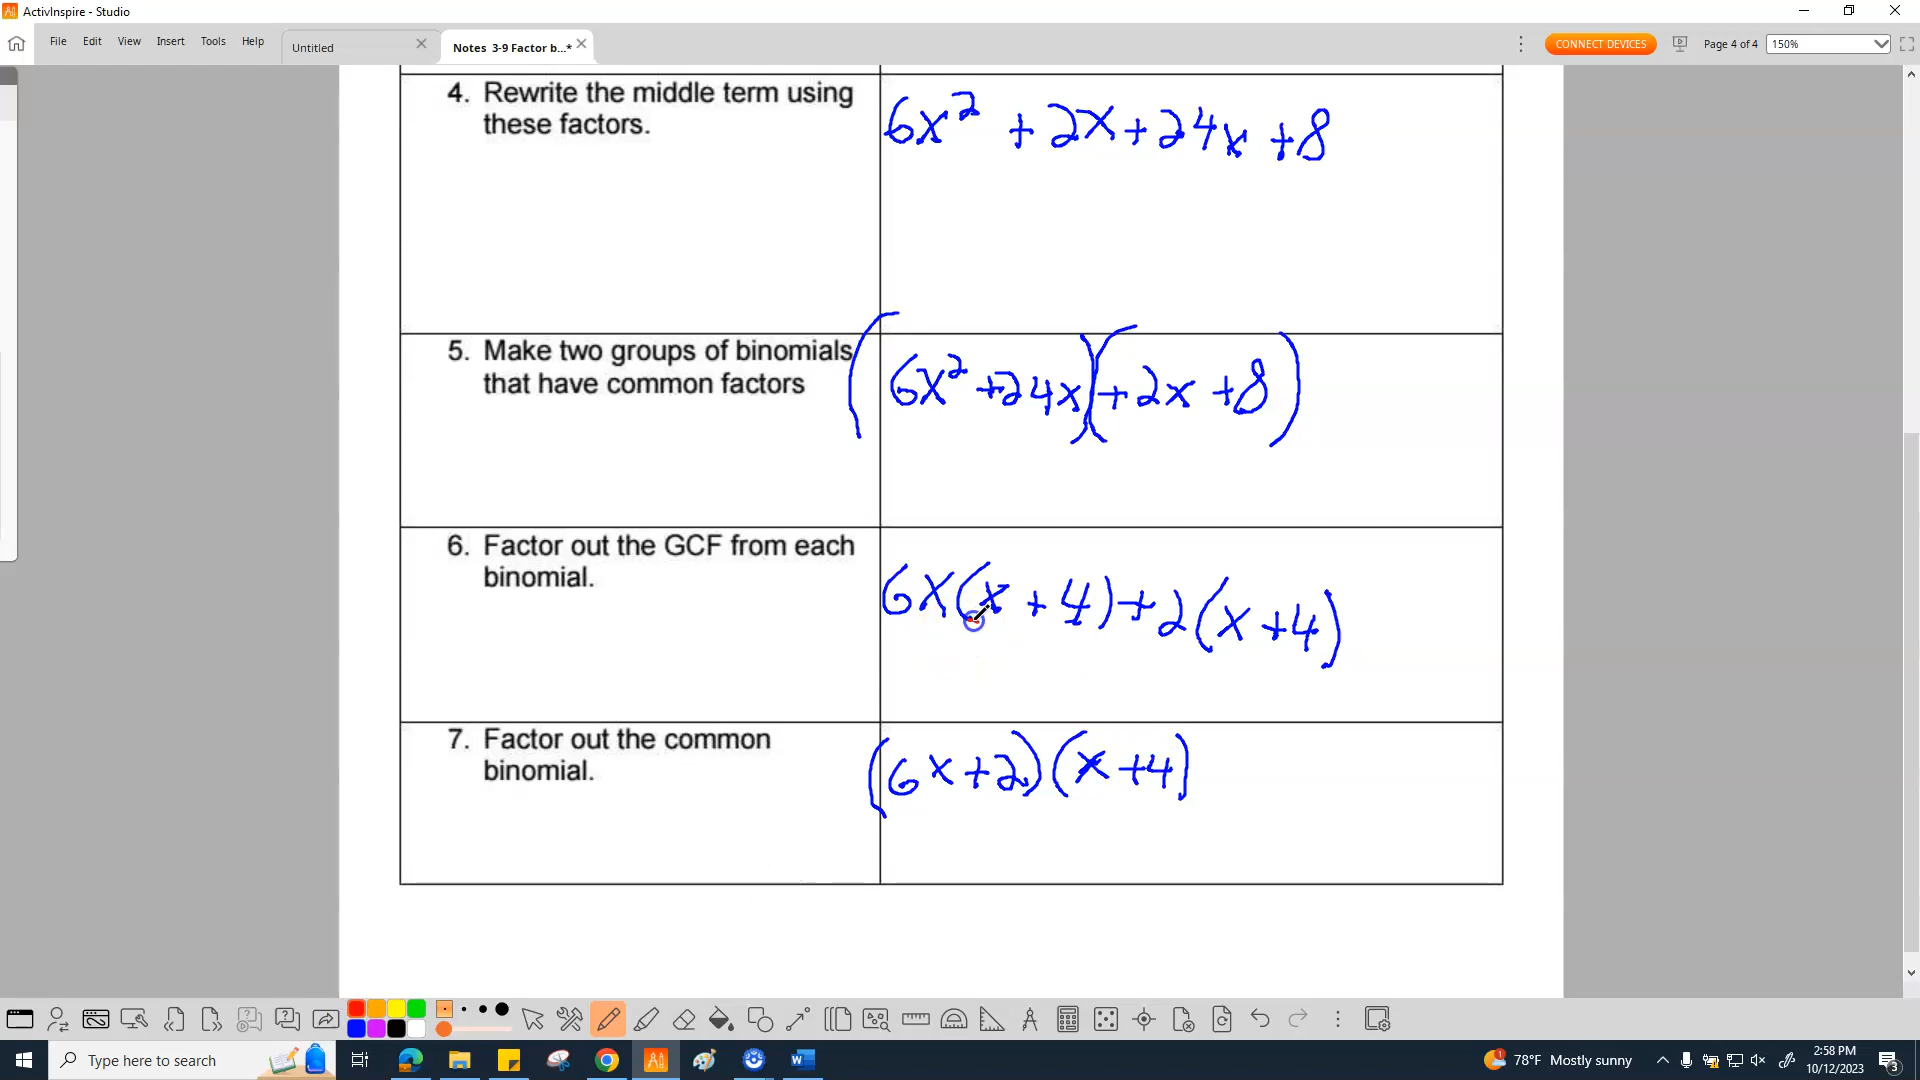 ActivInspire - Studio
File Edit View Insert Tools Help
Untitled
Notes 3-9 Factor b...*
CONNECT DEVICES
Page 4 of 4
150%
4. Rewrite the middle term using
these factors.
6x² + 2x + 24x + 8
5. Make two groups of binomials
that have common factors
(6x² + 24x)(+ 2x + 8)
6. Factor out the GCF from each
binomial.
6x(x + 4) + 2(x + 4)
7. Factor out the common
binomial.
(6x + 2)(x + 4)
Type here to search
78°F Mostly sunny
2:58 PM
10/12/2023
3